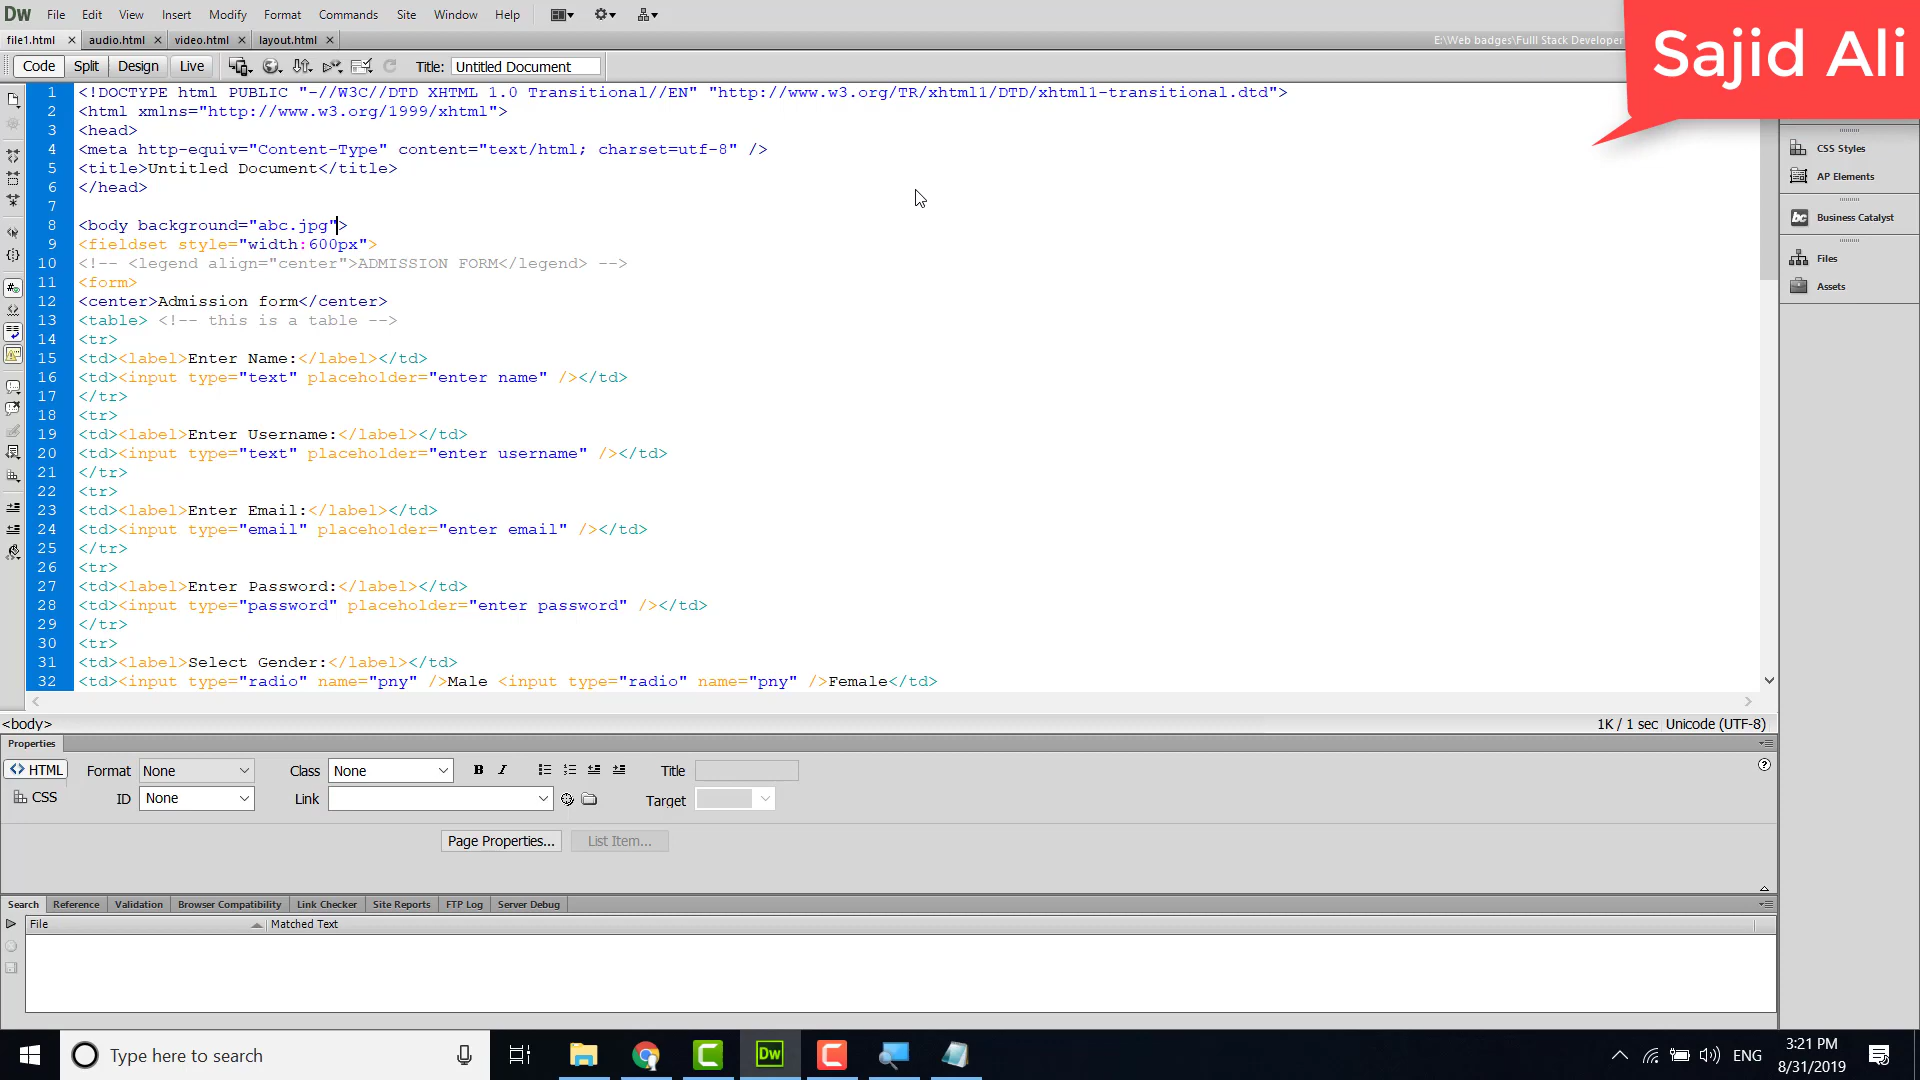 Dw File Edit View Insert Modify Format Commands Site Window Help
file1.html × audio.html × video.html × layout.html ×
E:\Web badges\Fulll Stack Developer
Sajid Ali
Code Split Design Live Title: Untitled Document
1 <!DOCTYPE html PUBLIC "-//W3C//DTD XHTML 1.0 Transitional//EN" "http://www.w3.org/TR/xhtml1/DTD/xhtml1-transitional.dtd">
2 <html xmlns="http://www.w3.org/1999/xhtml">
3 <head>
4 <meta http-equiv="Content-Type" content="text/html; charset=utf-8" />
5 <title>Untitled Document</title>
6 </head>
7
8 <body background="abc.jpg">
9 <fieldset style="width:600px">
10 <!-- <legend align="center">ADMISSION FORM</legend> -->
11 <form>
12 <center>Admission form</center>
13 <table> <!-- this is a table -->
14 <tr>
15 <td><label>Enter Name:</label></td>
16 <td><input type="text" placeholder="enter name" /></td>
17 </tr>
18 <tr>
19 <td><label>Enter Username:</label></td>
20 <td><input type="text" placeholder="enter username" /></td>
21 </tr>
22 <tr>
23 <td><label>Enter Email:</label></td>
24 <td><input type="email" placeholder="enter email" /></td>
25 </tr>
26 <tr>
27 <td><label>Enter Password:</label></td>
28 <td><input type="password" placeholder="enter password" /></td>
29 </tr>
30 <tr>
31 <td><label>Select Gender:</label></td>
32 <td><input type="radio" name="pny" />Male <input type="radio" name="pny" />Female</td>
CSS Styles
AP Elements
Business Catalyst
Files
Assets
<body>
1K / 1 sec Unicode (UTF-8)
Properties
<> HTML Format None Class None B I Title
CSS ID None Link Target
Page Properties... List Item...
Search Reference Validation Browser Compatibility Link Checker Site Reports FTP Log Server Debug
File Matched Text
Type here to search
ENG
3:21 PM
8/31/2019